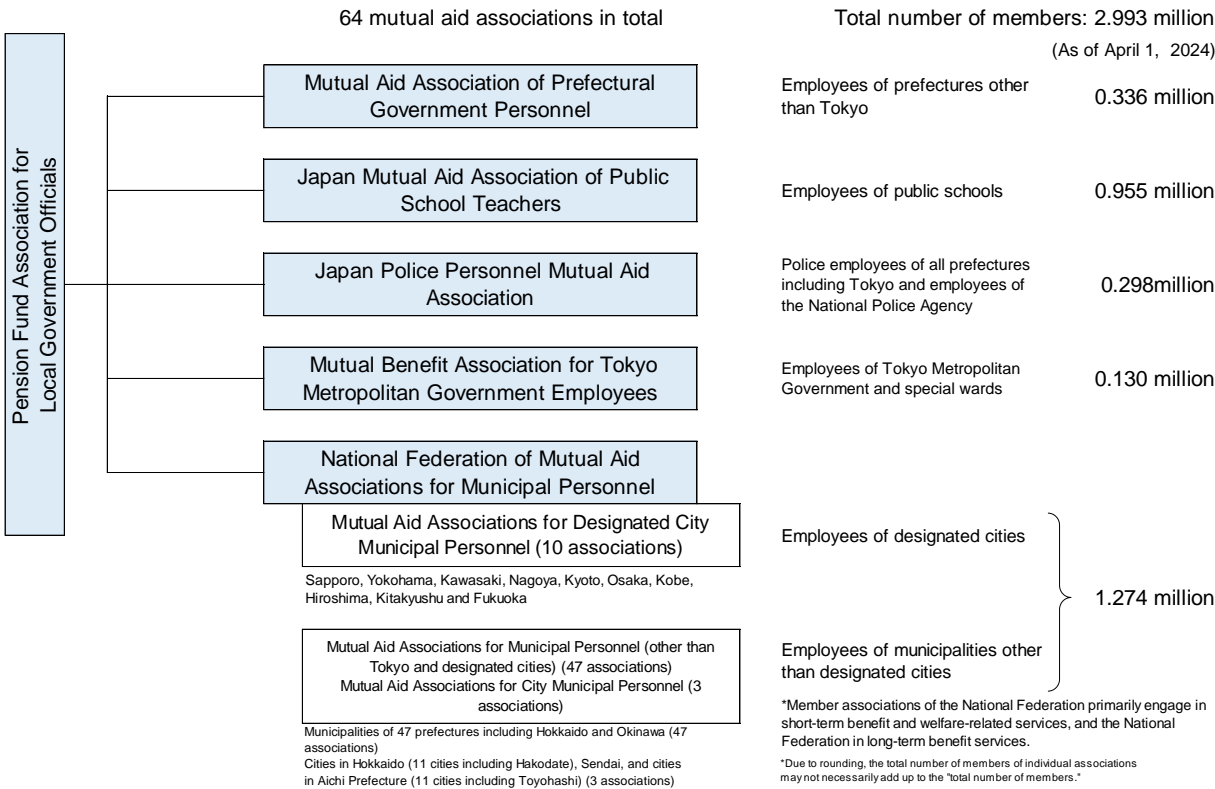 64 mutual aid associations in total
Total number of members: 2.993 million
(As of April 1, 2024)
Pension Fund Association for
Local Government Officials
Mutual Aid Association of Prefectural
Government Personnel
Employees of prefectures other
than Tokyo
0.336 million
Japan Mutual Aid Association of Public
School Teachers
Employees of public schools
0.955 million
Japan Police Personnel Mutual Aid
Association
Police employees of all prefectures
including Tokyo and employees of
the National Police Agency
0.298million
Mutual Benefit Association for Tokyo
Metropolitan Government Employees
Employees of Tokyo Metropolitan
Government and special wards
0.130 million
National Federation of Mutual Aid
Associations for Municipal Personnel
Mutual Aid Associations for Designated City
Municipal Personnel (10 associations)
Employees of designated cities
Sapporo, Yokohama, Kawasaki, Nagoya, Kyoto, Osaka, Kobe,
Hiroshima, Kitakyushu and Fukuoka
1.274 million
Mutual Aid Associations for Municipal Personnel (other than
Tokyo and designated cities) (47 associations)
Mutual Aid Associations for City Municipal Personnel (3
associations)
Employees of municipalities other
than designated cities
Municipalities of 47 prefectures including Hokkaido and Okinawa (47
associations)
Cities in Hokkaido (11 cities including Hakodate), Sendai, and cities
in Aichi Prefecture (11 cities including Toyohashi) (3 associations)
*Member associations of the National Federation primarily engage in
short-term benefit and welfare-related services, and the National
Federation in long-term benefit services.
*Due to rounding, the total number of members of individual associations
may not necessarily add up to the "total number of members."